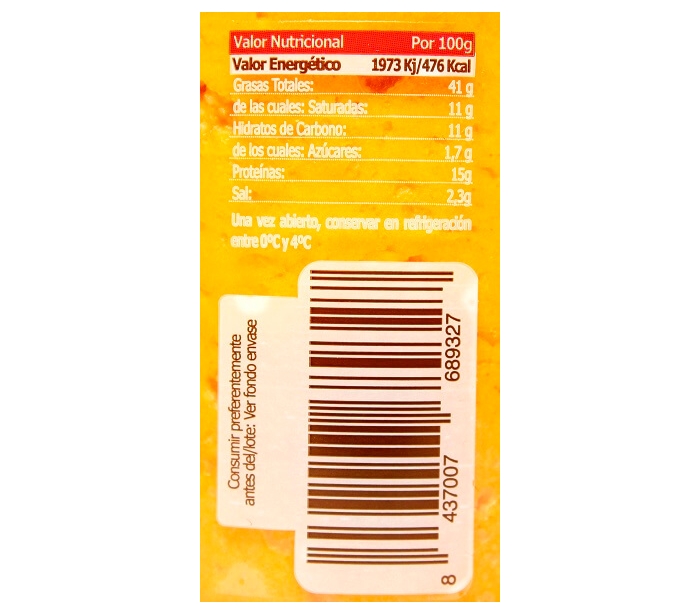 Valor Nutricional Por 100g
Valor Energético 1973 Kj/476 Kcal
Grasas Totales: 41 g
de las cuales: Saturadas: 11 g
Hidratos de Carbono: 11 g
de los cuales: Azúcares: 1,7 g
Proteínas: 15g
Sal: 2,3g
Una vez abierto, conservar en refrigeración
entre 0ºC y 4ºC
Consumir preferentemente
antes del/lote: Ver fondo envase
8 437007 689327